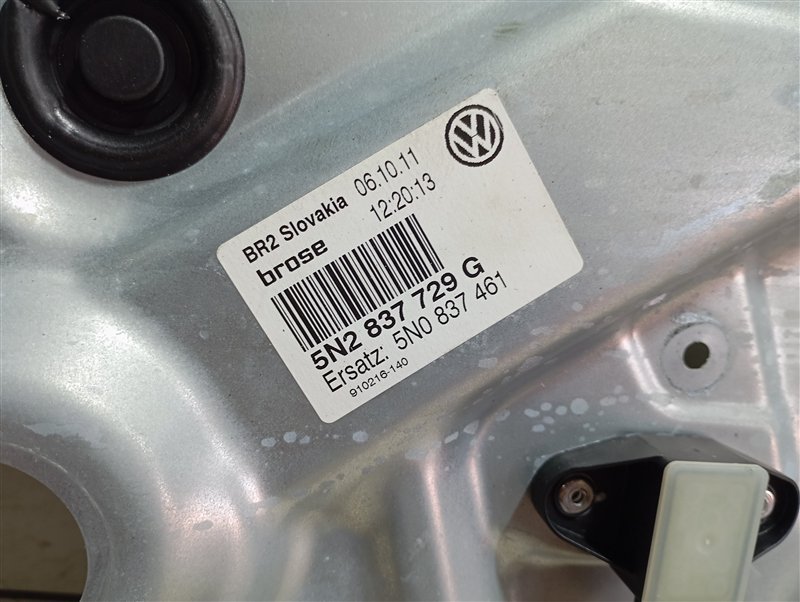 BR2 Slovakia 06.10.11
brose 12:20:13
5N2 837 729 G
Ersatz: 5N0 837 461
910216-140